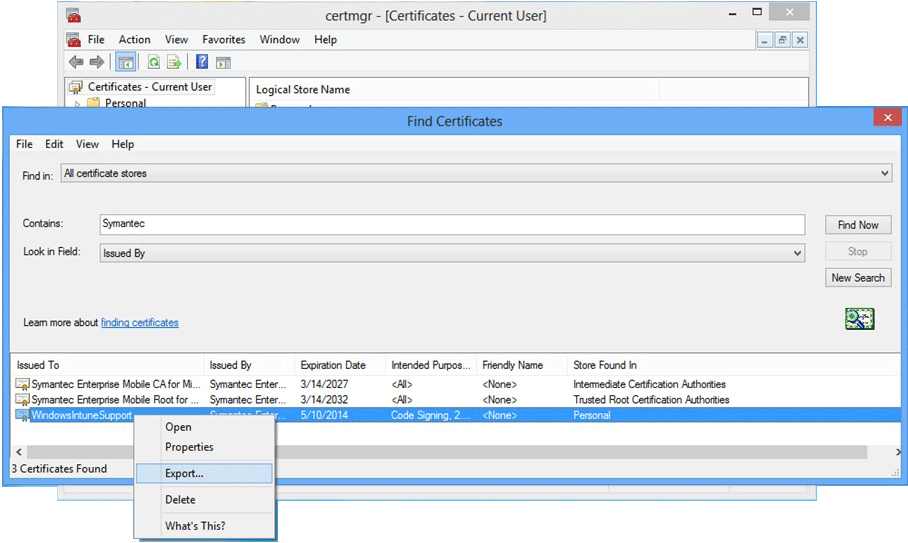 certmgr - [Certificates - Current User]
File Action View Favorites Window Help
Certificates - Current User
Personal
Logical Store Name
Find Certificates
File Edit View Help
Find in: All certificate stores
Contains: Symantec
Find Now
Look in Field: Issued By
Stop
New Search
Learn more about finding certificates
Issued To Issued By Expiration Date Intended Purpo... Friendly Name Store Found In
Symantec Enterprise Mobile CA for Mi... Symantec Enter... 3/14/2027 <All> <None> Intermediate Certification Authorities
Symantec Enterprise Mobile Root for ... Symantec Enter... 3/14/2032 <All> <None> Trusted Root Certification Authorities
WindowsIntuneSupport Symantec Enter... 5/10/2014 Code Signing, 2.... <None> Personal
Open
Properties
3 Certificates Found
Export...
Delete
What's This?